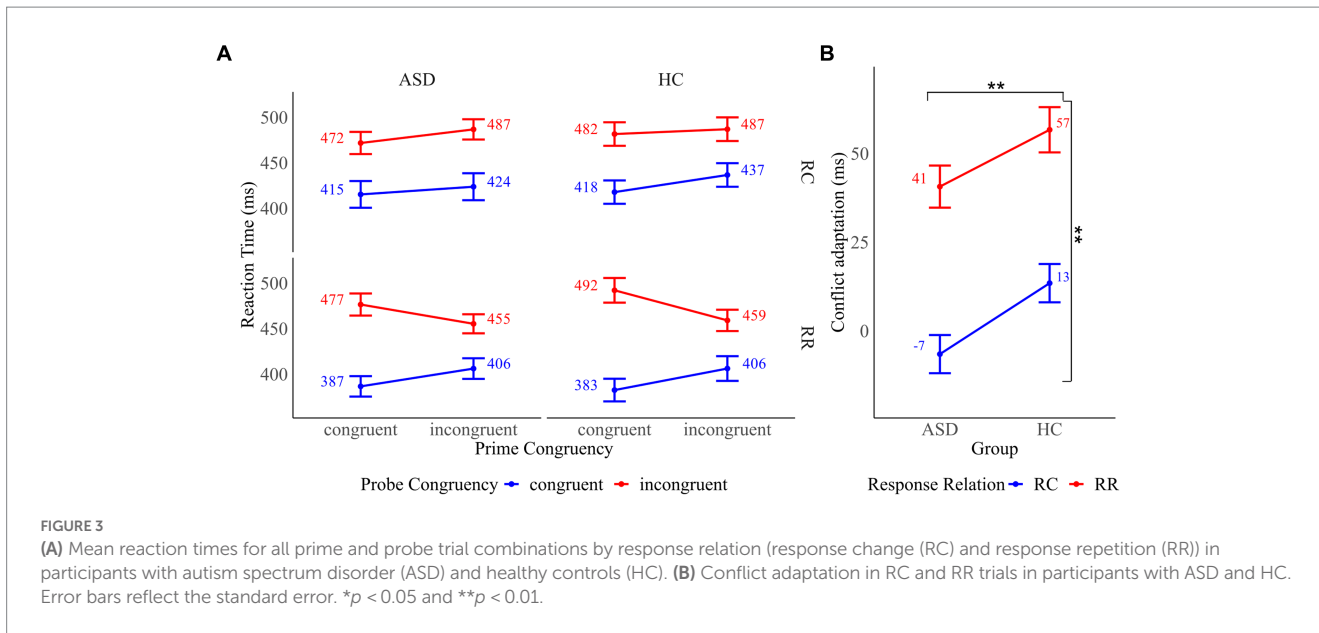 A
B
ASD
HC
Reaction Time (ms)
500
450
400
472
487
415
424
482
487
418
437
RC
500
450
400
477
455
387
406
492
459
383
406
RR
congruent
incongruent
congruent
incongruent
Prime Congruency
Probe Congruency congruent incongruent
Conflict adaptation (ms)
50
25
0
**
41
57
-7
13
**
ASD
HC
Group
Response Relation RC RR
FIGURE 3
(A) Mean reaction times for all prime and probe trial combinations by response relation (response change (RC) and response repetition (RR)) in
participants with autism spectrum disorder (ASD) and healthy controls (HC). (B) Conflict adaptation in RC and RR trials in participants with ASD and HC.
Error bars reflect the standard error. *p < 0.05 and **p < 0.01.